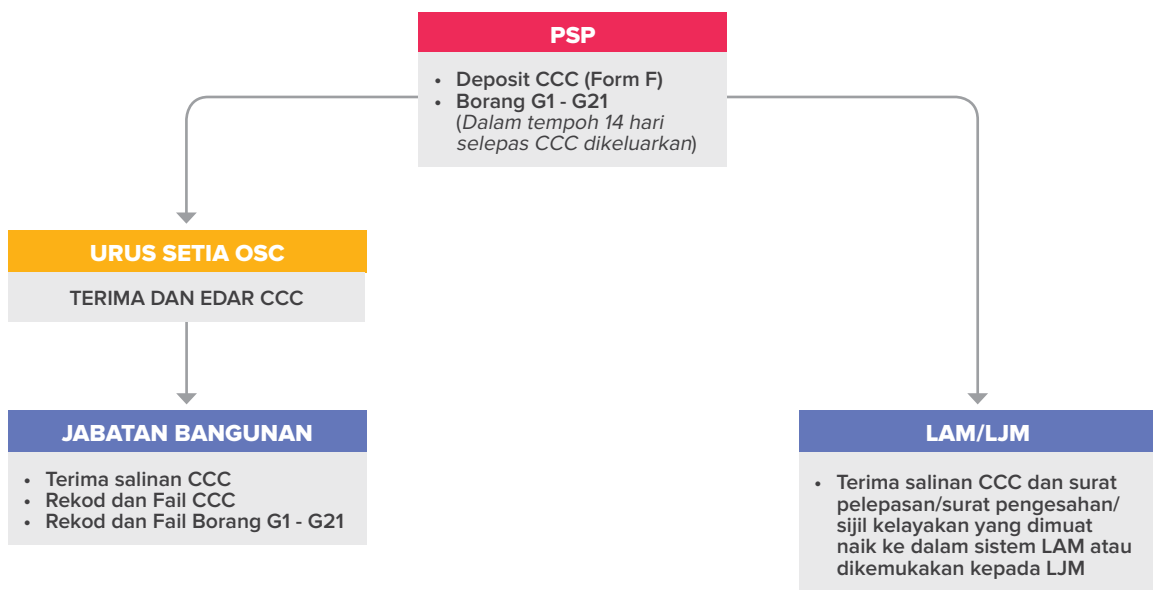 PSP
• Deposit CCC (Form F)
• Borang G1 - G21
(Dalam tempoh 14 hari
selepas CCC dikeluarkan)
URUS SETIA OSC
TERIMA DAN EDAR CCC
JABATAN BANGUNAN
• Terima salinan CCC
• Rekod dan Fail CCC
• Rekod dan Fail Borang G1 - G21
LAM/LJM
• Terima salinan CCC dan surat
pelepasan/surat pengesahan/
sijil kelayakan yang dimuat
naik ke dalam sistem LAM atau
dikemukakan kepada LJM